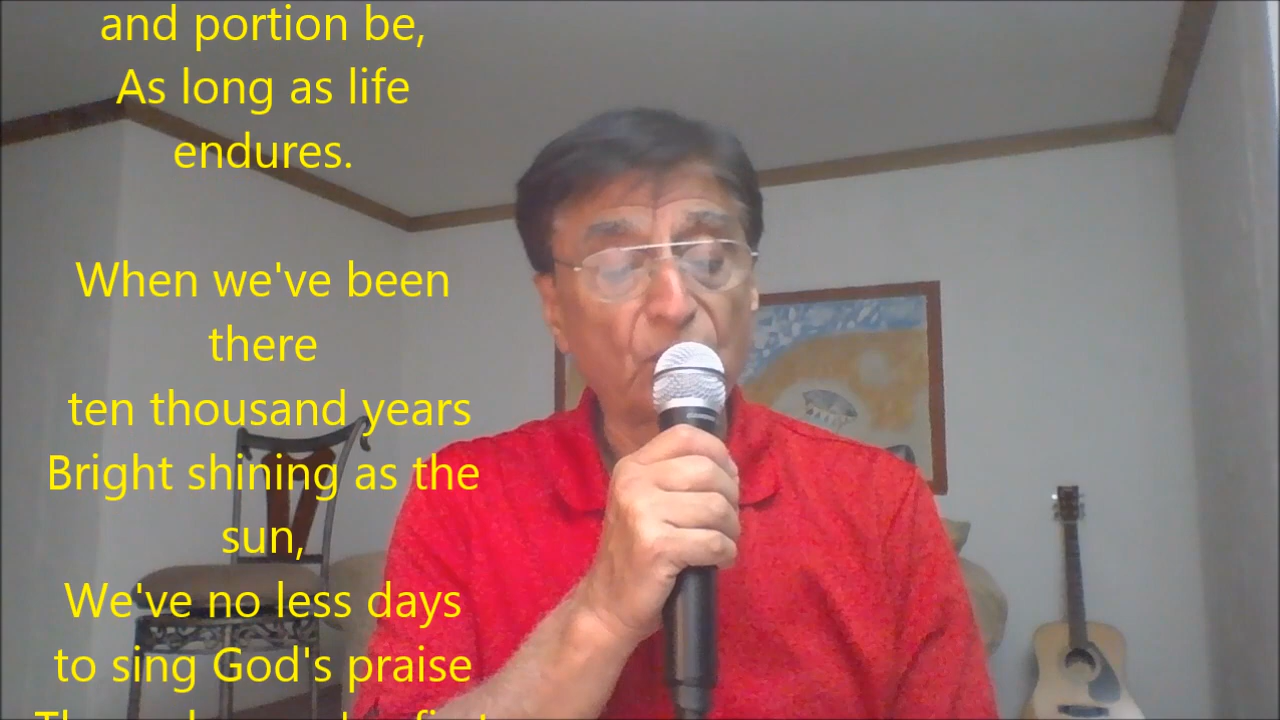 and portion be,
As long as life
endures.
When we've been
there
ten thousand years
Bright shining as the
sun,
We've no less days
to sing God's praise